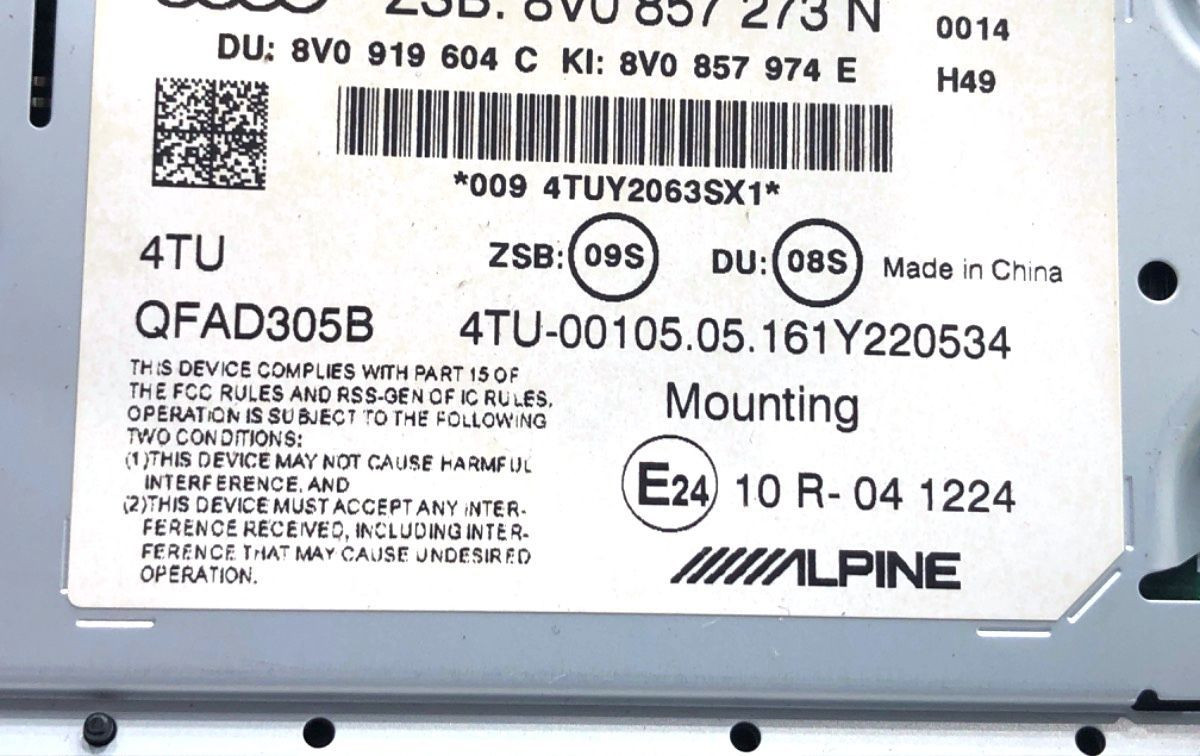 ZSB: 8V0 857 273 N
0014
DU: 8V0 919 604 C KI: 8V0 857 974 E
H49
*009 4TUY2063SX1*
4TU
ZSB: 09S DU: 08S Made in China
QFAD305B 4TU-00105.05.161Y220534
THIS DEVICE COMPLIES WITH PART 15 OF
THE FCC RULES AND RSS-GEN OF IC RULES.
OPERATION IS SUBJECT TO THE FOLLOWING
TWO CONDITIONS:
(1)THIS DEVICE MAY NOT CAUSE HARMFUL
INTERFERENCE, AND
(2)THIS DEVICE MUST ACCEPT ANY INTER-
FERENCE RECEIVED, INCLUDING INTER-
FERENCE THAT MAY CAUSE UNDESIRED
OPERATION.
Mounting
E24 10 R- 04 1224
ALPINE